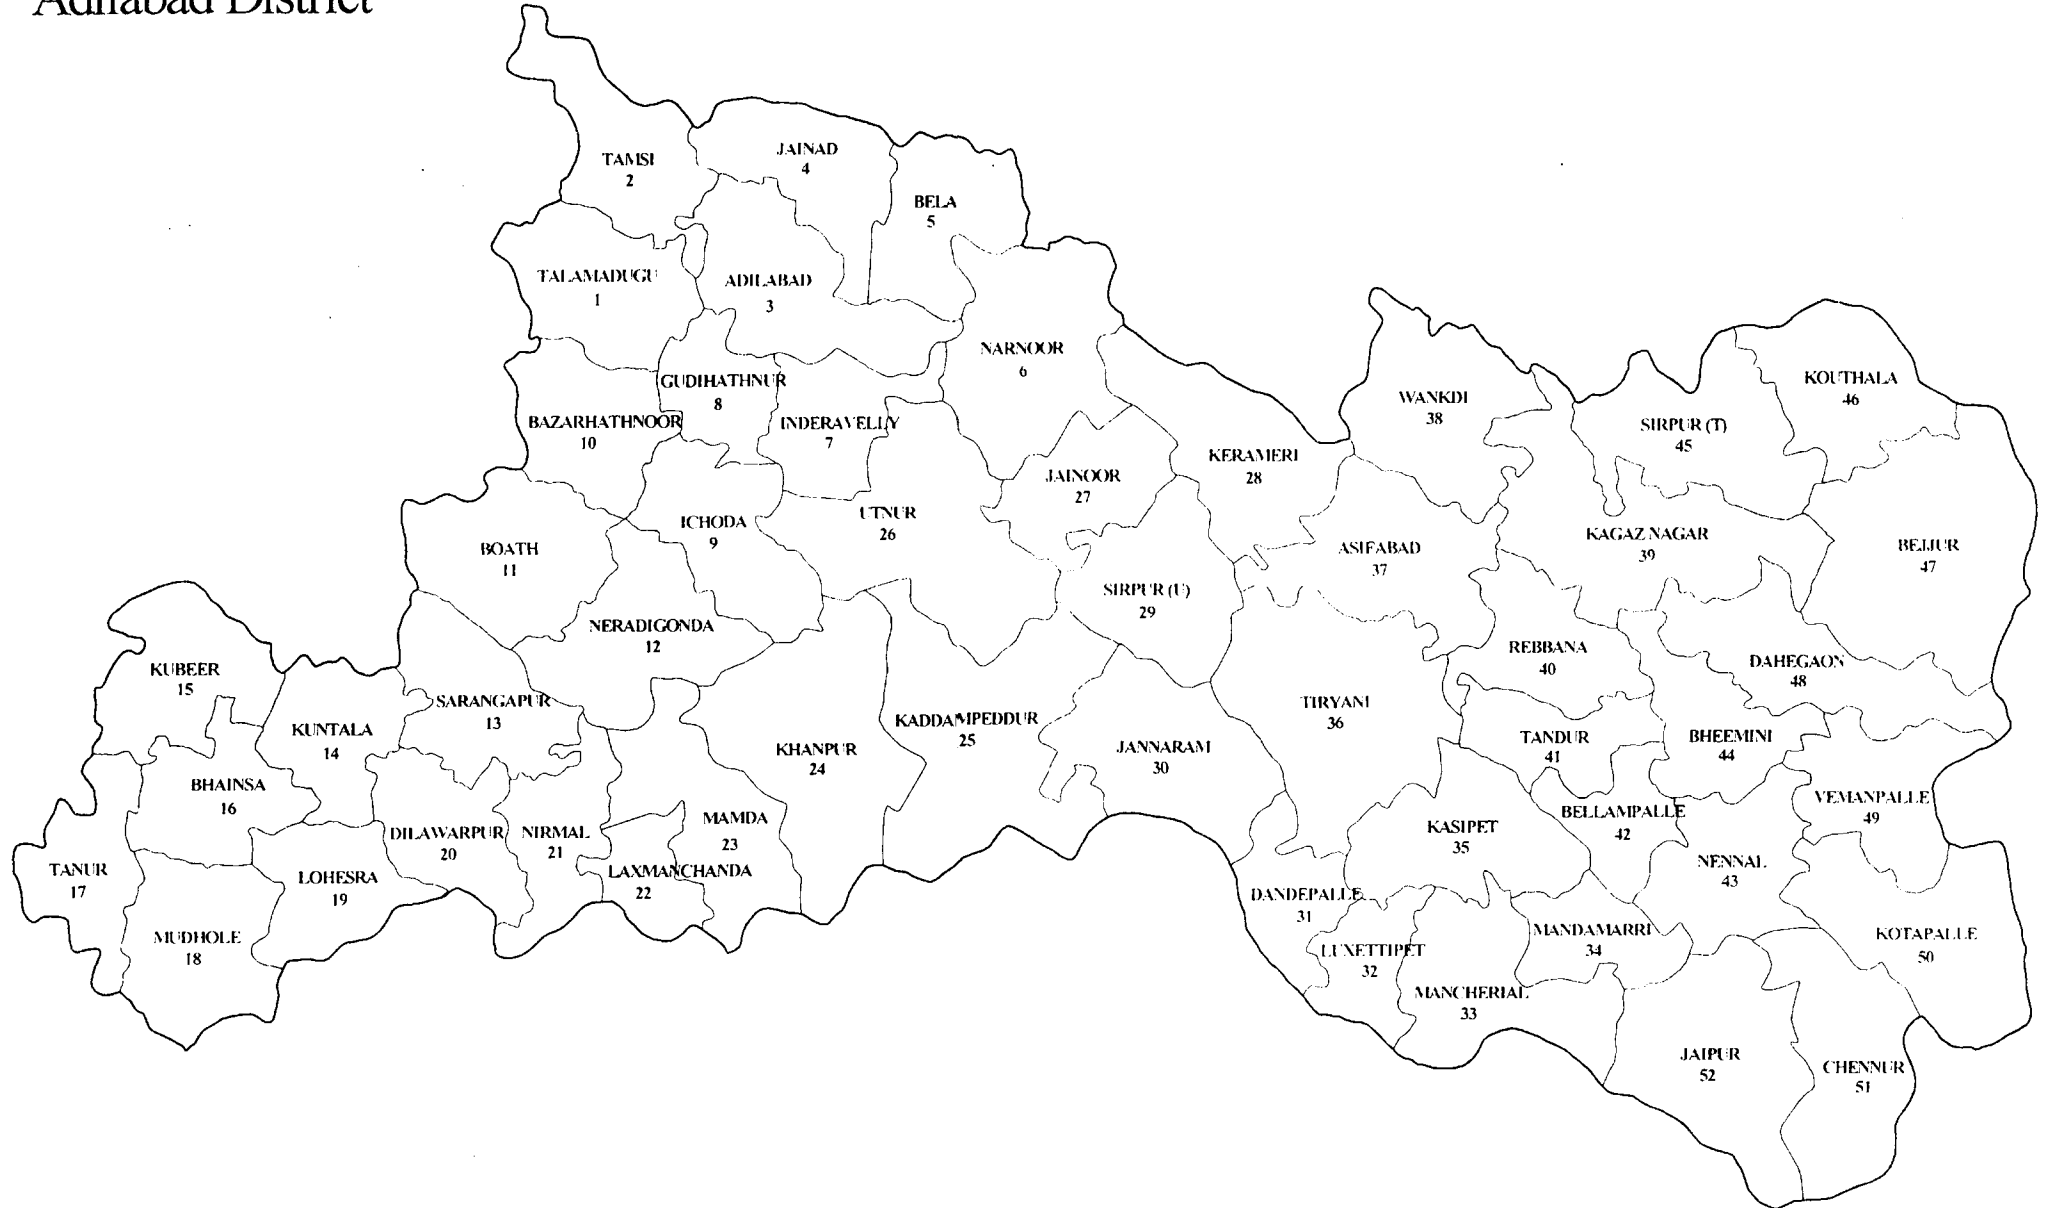 Adilabad District
TAMSI
2
JAINAD
4
BELA
5
TALAMADUGU
1
ADILABAD
3
NARNOOR
6
GUDIHATHNUR
8
BAZARHATHNOOR
10
INDERAVELLY
7
WANKDI
38
KOUTHALA
46
SIRPUR (T)
45
KERAMERI
28
JAINOOR
27
ICHODA
9
UTNUR
26
BOATH
11
ASIFABAD
37
KAGAZ NAGAR
39
BEJJUR
47
SIRPUR (U)
29
NERADIGONDA
12
REBBANA
40
DAHEGAON
48
KUBEER
15
SARANGAPUR
13
KUNTALA
14
TIRYANI
36
KADDAMPEDDUR
25
KHANPUR
24
JANNARAM
30
TANDUR
41
BHEEMINI
44
BHAINSA
16
VEMANPALLE
49
BELLAMPALLE
42
MAMDA
23
KASIPET
35
DILAWARPUR
20
NIRMAL
21
NENNAL
43
TANUR
17
LOHESRA
19
LAXMANCHANDA
22
DANDEPALLE
31
MUDHOLE
18
MANDAMARRI
34
KOTAPALLE
50
LUXETTIPET
32
MANCHERIAL
33
JAIPUR
52
CHENNUR
51